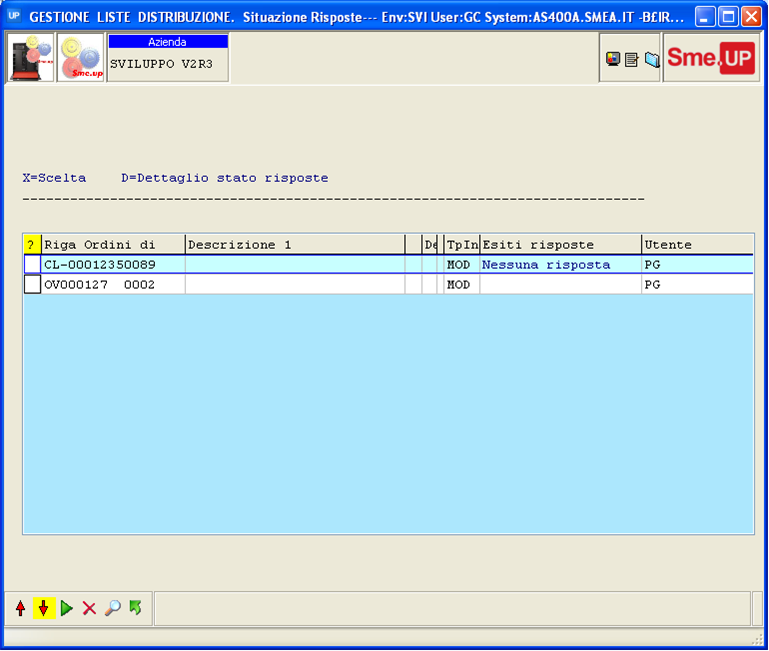 UP GESTIONE LISTE DISTRIBUZIONE. Situazione Risposte--- Env:SVI User:GC System:AS400A.SMEA.IT -B£IR...
Sme.up
Azienda
SVILUPPO V2R3
Sme.UP
X=Scelta D=Dettaglio stato risposte
? Riga Ordini di Descrizione 1 De TpIn Esiti risposte Utente
CL-00012350089 MOD Nessuna risposta PG
OV000127 0002 MOD PG